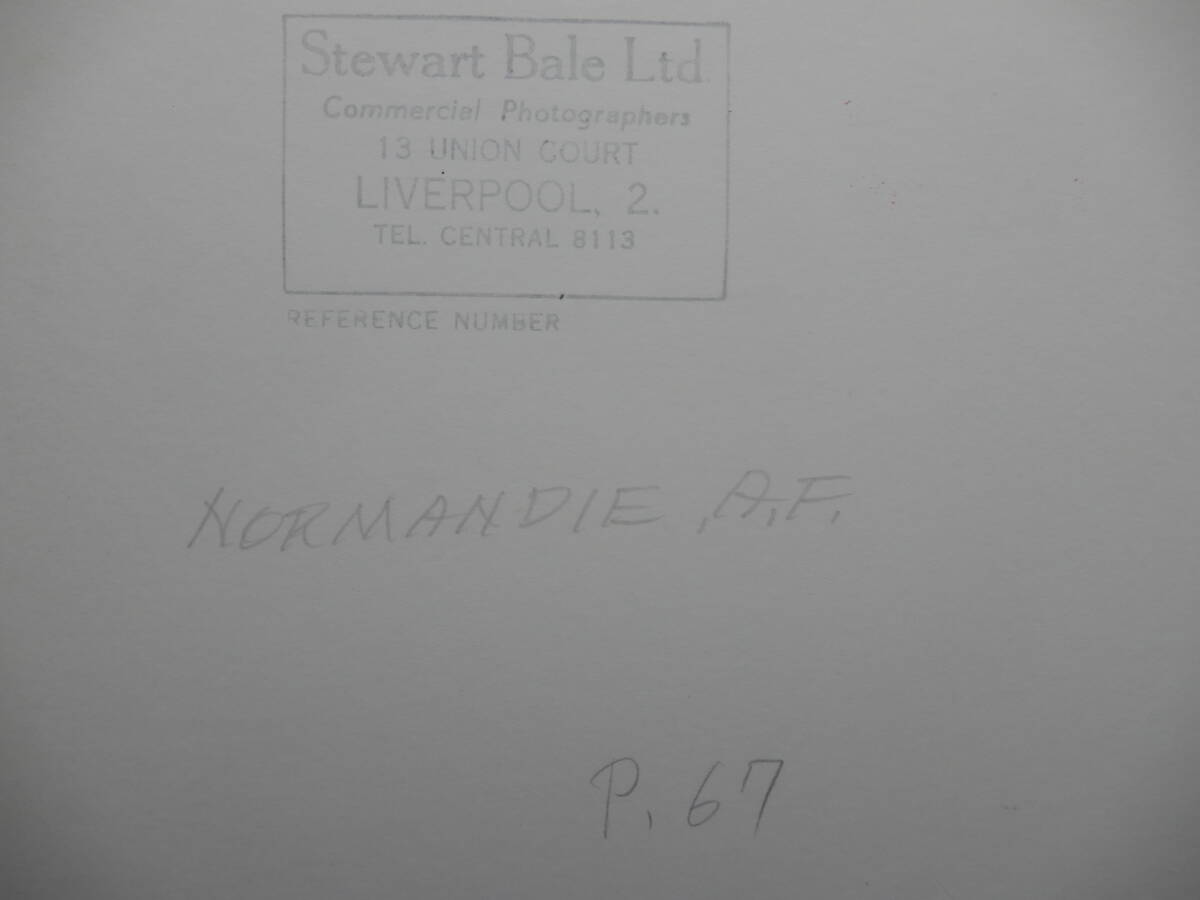 Stewart Bale Ltd.
Commercial Photographers
13 UNION COURT
LIVERPOOL, 2.
TEL. CENTRAL 8113
REFERENCE NUMBER
NORMANDIE, A.F.
P. 67